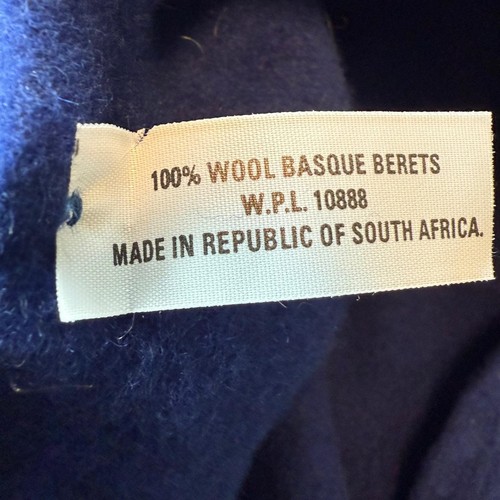 100% WOOL BASQUE BERETS
W.P.L. 10888
MADE IN REPUBLIC OF SOUTH AFRICA.